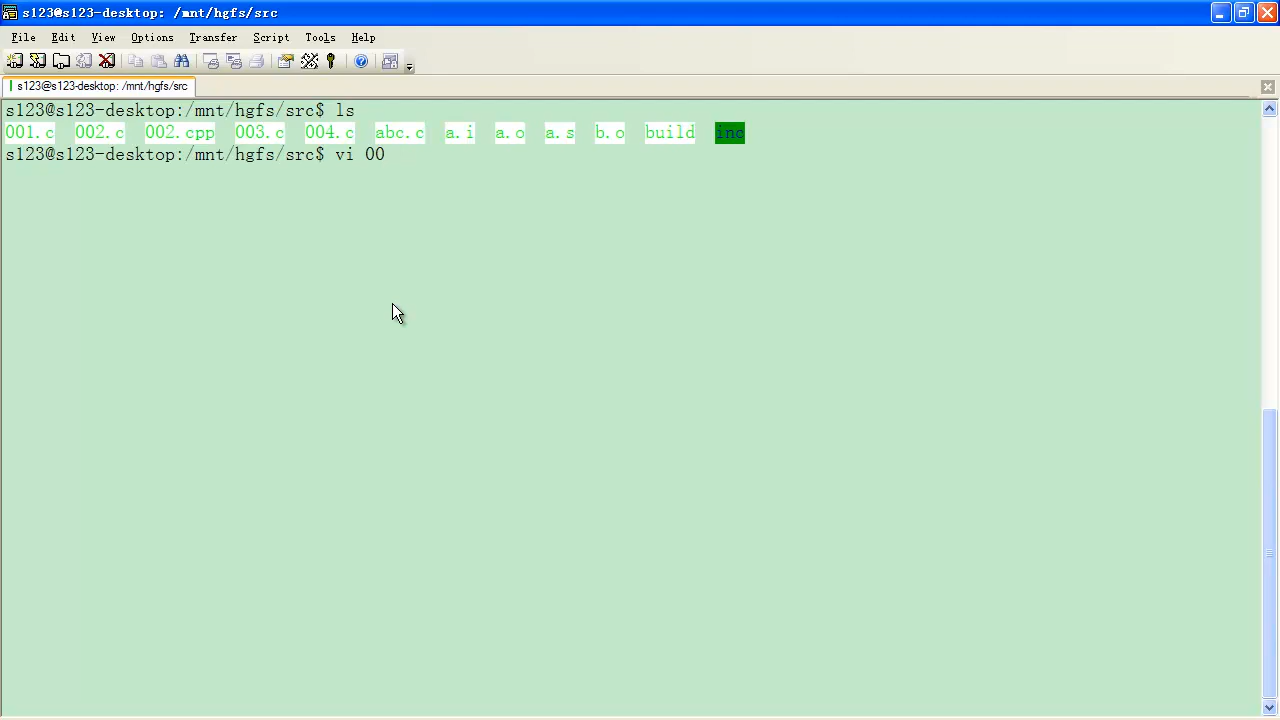 s123@s123-desktop: /mnt/hgfs/src
File Edit View Options Transfer Script Tools Help
s123@s123-desktop: /mnt/hgfs/src
s123@s123-desktop:/mnt/hgfs/src$ ls
001.c 002.c 002.cpp 003.c 004.c abc.c a.i a.o a.s b.o build inc
s123@s123-desktop:/mnt/hgfs/src$ vi 00